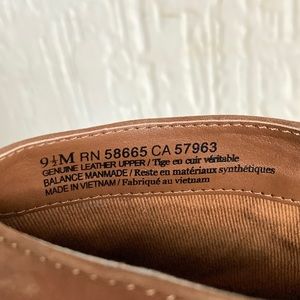 9½M RN 58665 CA 57963
GENUINE LEATHER UPPER / Tige en cuir véritable
BALANCE MANMADE / Reste en matériaux synthétiques
MADE IN VIETNAM / Fabriqué au vietnam